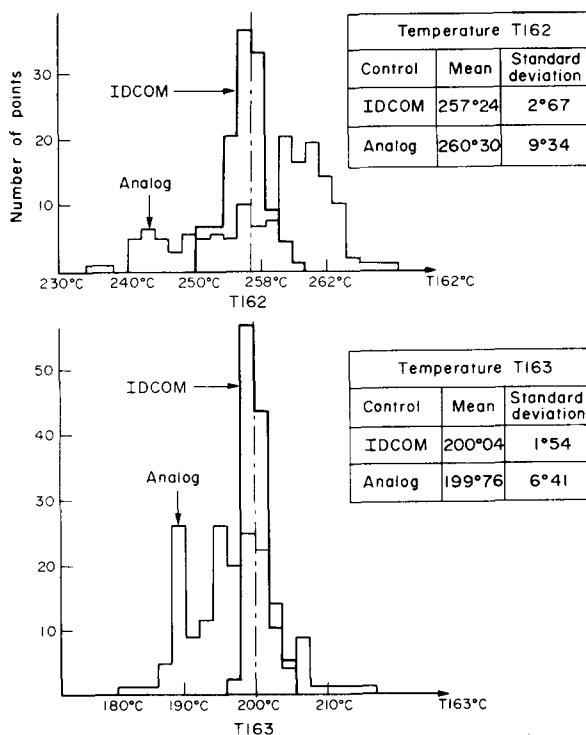 Number of points
30
20
10
IDCOM
Analog
230°C 240°C 250°C 258°C 262°C T162°C
T162
Temperature T162
Control Mean Standard deviation
IDCOM 257°24 2°67
Analog 260°30 9°34
50
40
30
20
10
IDCOM
Analog
180°C 190°C 200°C 210°C T163°C
T163
Temperature T163
Control Mean Standard deviation
IDCOM 200°04 1°54
Analog 199°76 6°41